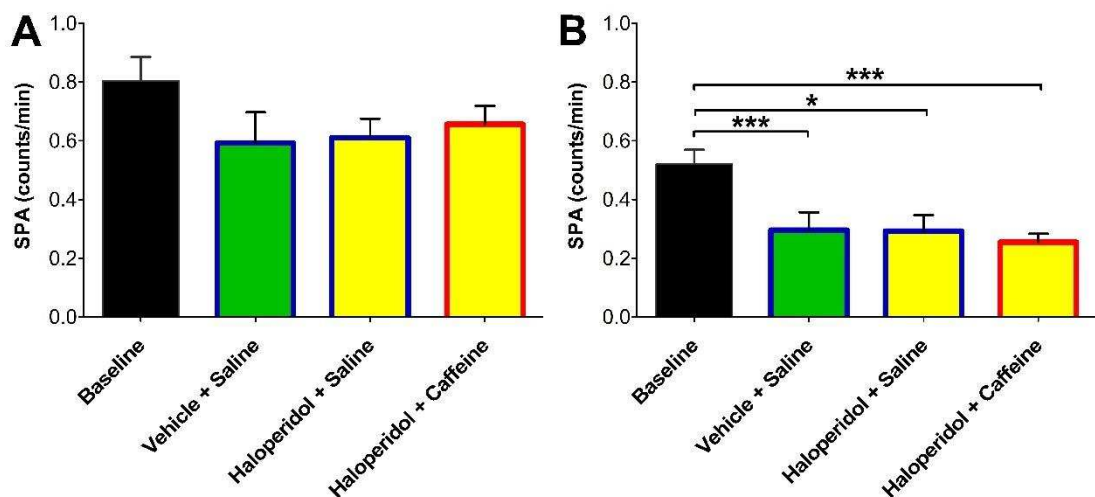 A
SPA (counts/min)
1.0
0.8
0.6
0.4
0.2
0.0
Baseline
Vehicle + Saline
Haloperidol + Saline
Haloperidol + Caffeine
B
SPA (counts/min)
1.0
0.8
0.6
0.4
0.2
0.0
***
*
***
Baseline
Vehicle + Saline
Haloperidol + Saline
Haloperidol + Caffeine